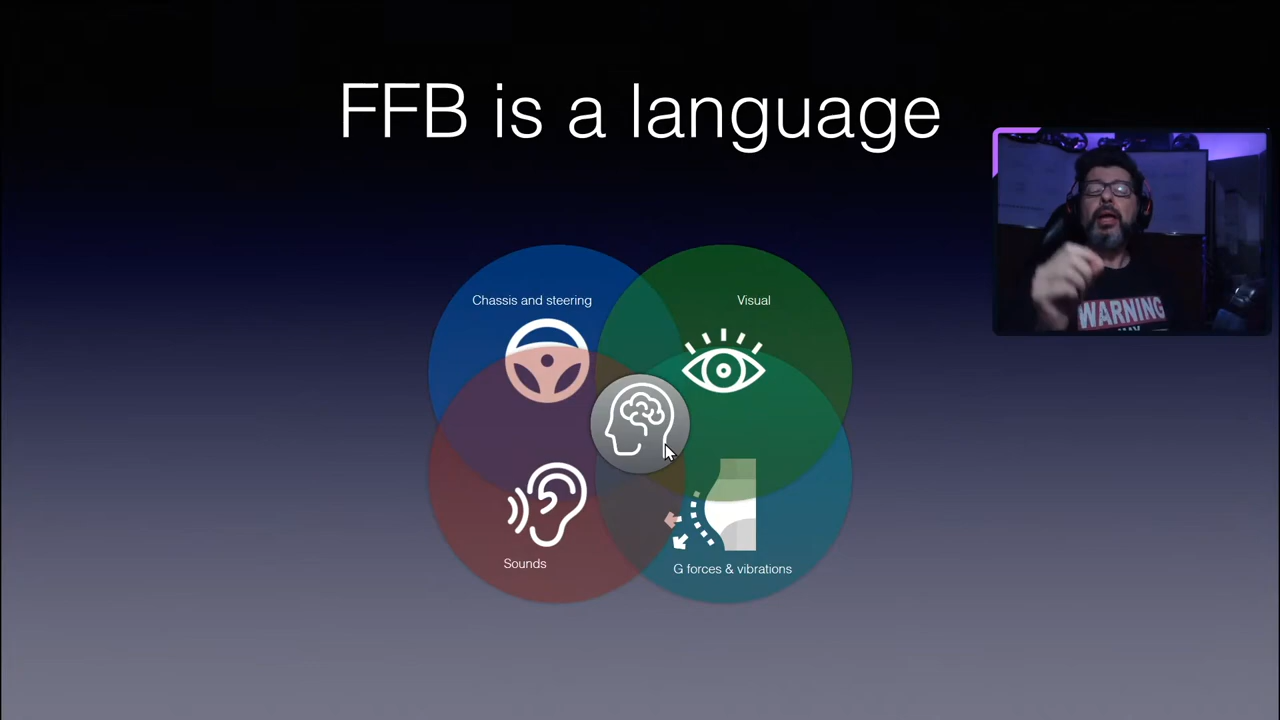 FFB is a language
Chassis and steering
Visual
Sounds
G forces & vibrations
WARNING